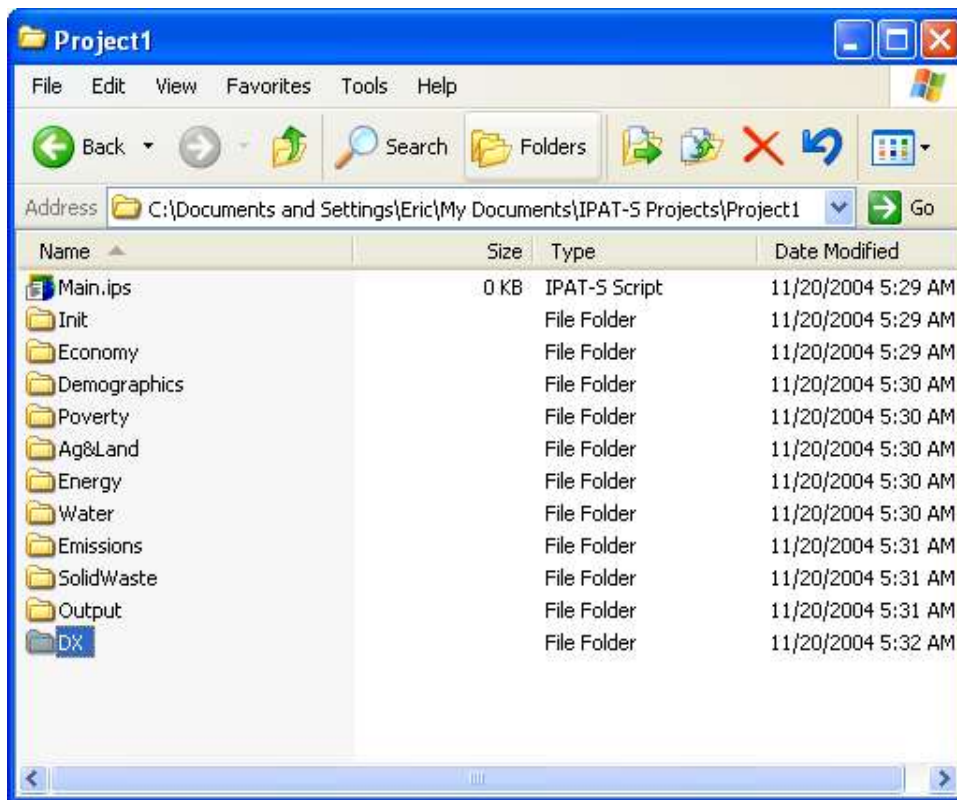 Project1
File Edit View Favorites Tools Help
Back Search Folders
Address C:\Documents and Settings\Eric\My Documents\IPAT-S Projects\Project1 Go
Name Size Type Date Modified
Main.ips 0 KB IPAT-S Script 11/20/2004 5:29 AM
Init File Folder 11/20/2004 5:29 AM
Economy File Folder 11/20/2004 5:29 AM
Demographics File Folder 11/20/2004 5:30 AM
Poverty File Folder 11/20/2004 5:30 AM
Ag&Land File Folder 11/20/2004 5:30 AM
Energy File Folder 11/20/2004 5:30 AM
Water File Folder 11/20/2004 5:30 AM
Emissions File Folder 11/20/2004 5:31 AM
SolidWaste File Folder 11/20/2004 5:31 AM
Output File Folder 11/20/2004 5:31 AM
DX File Folder 11/20/2004 5:32 AM